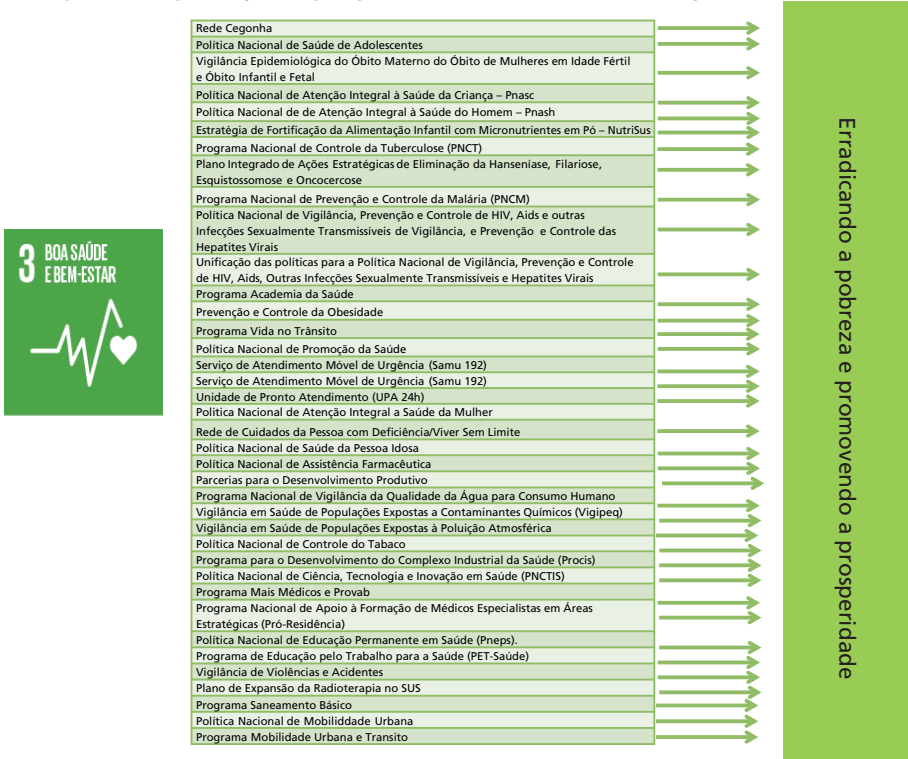 3 BOA SAÚDE
E BEM-ESTAR
Rede Cegonha
Política Nacional de Saúde de Adolescentes
Vigilância Epidemiológica do Óbito Materno do Óbito de Mulheres em Idade Fértil
e Óbito Infantil e Fetal
Política Nacional de Atenção Integral à Saúde da Criança – Pnasc
Política Nacional de de Atenção Integral à Saúde do Homem – Pnash
Estratégia de Fortificação da Alimentação Infantil com Micronutrientes em Pó – NutriSus
Programa Nacional de Controle da Tuberculose (PNCT)
Plano Integrado de Ações Estratégicas de Eliminação da Hanseníase, Filariose,
Esquistossomose e Oncocercose
Programa Nacional de Prevenção e Controle da Malária (PNCM)
Política Nacional de Vigilância, Prevenção e Controle de HIV, Aids e outras
Infecções Sexualmente Transmissíveis de Vigilância, e Prevenção e Controle das
Hepatites Virais
Unificação das políticas para a Política Nacional de Vigilância, Prevenção e Controle
de HIV, Aids, Outras Infecções Sexualmente Transmissíveis e Hepatites Virais
Programa Academia da Saúde
Prevenção e Controle da Obesidade
Programa Vida no Trânsito
Política Nacional de Promoção da Saúde
Serviço de Atendimento Móvel de Urgência (Samu 192)
Serviço de Atendimento Móvel de Urgência (Samu 192)
Unidade de Pronto Atendimento (UPA 24h)
Politica Nacional de Atenção Integral a Saúde da Mulher
Rede de Cuidados da Pessoa com Deficiência/Viver Sem Limite
Política Nacional de Saúde da Pessoa Idosa
Política Nacional de Assistência Farmacêutica
Parcerias para o Desenvolvimento Produtivo
Programa Nacional de Vigilância da Qualidade da Água para Consumo Humano
Vigilância em Saúde de Populações Expostas a Contaminantes Químicos (Vigipeq)
Vigilância em Saúde de Populações Expostas à Poluição Atmosférica
Política Nacional de Controle do Tabaco
Programa para o Desenvolvimento do Complexo Industrial da Saúde (Procis)
Política Nacional de Ciência, Tecnologia e Inovação em Saúde (PNCTIS)
Programa Mais Médicos e Provab
Programa Nacional de Apoio à Formação de Médicos Especialistas em Áreas
Estratégicas (Pró-Residência)
Política Nacional de Educação Permanente em Saúde (Pneps).
Programa de Educação pelo Trabalho para a Saúde (PET-Saúde)
Vigilância de Violências e Acidentes
Plano de Expansão da Radioterapia no SUS
Programa Saneamento Básico
Política Nacional de Mobiliddade Urbana
Programa Mobilidade Urbana e Transito
Erradicando a pobreza e promovendo a prosperidade